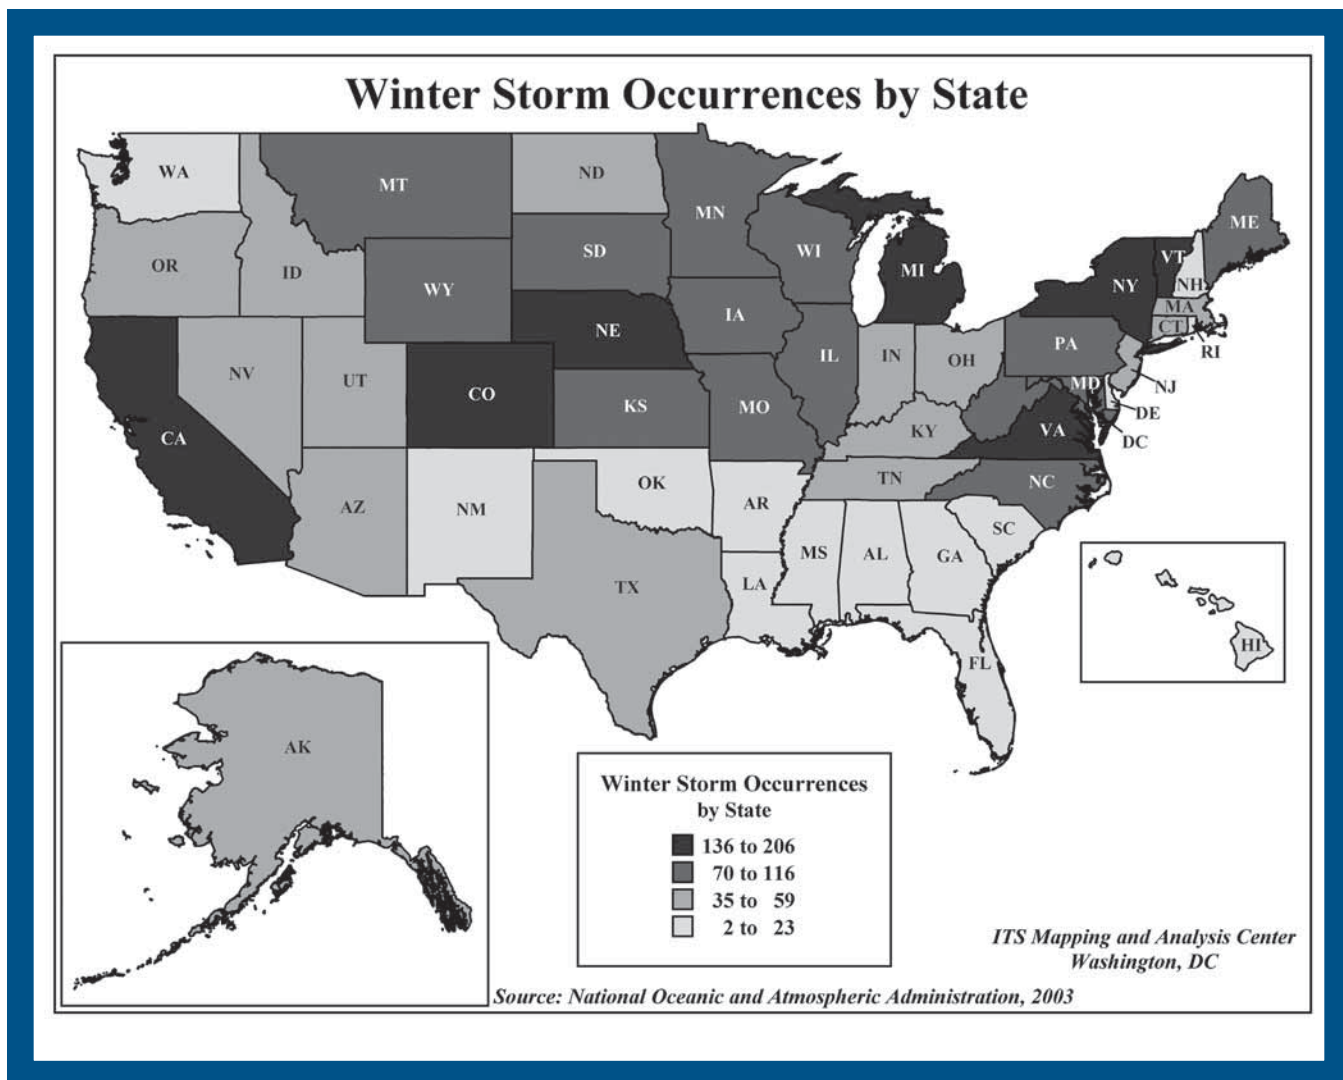 Winter Storm Occurrences by State
WA
MT
ND
MN
ME
OR
ID
SD
WI
VT
MI
NY
NH
WY
MA
NE
IA
CT
PA
RI
IL
IN
OH
NV
UT
MD
NJ
CO
KS
MO
DE
CA
KY
VA
DC
TN
NC
OK
AZ
NM
AR
SC
MS
AL
GA
TX
LA
HI
FL
AK
Winter Storm Occurrences
by State
136 to 206
70 to 116
35 to 59
2 to 23
ITS Mapping and Analysis Center
Washington, DC
Source: National Oceanic and Atmospheric Administration, 2003